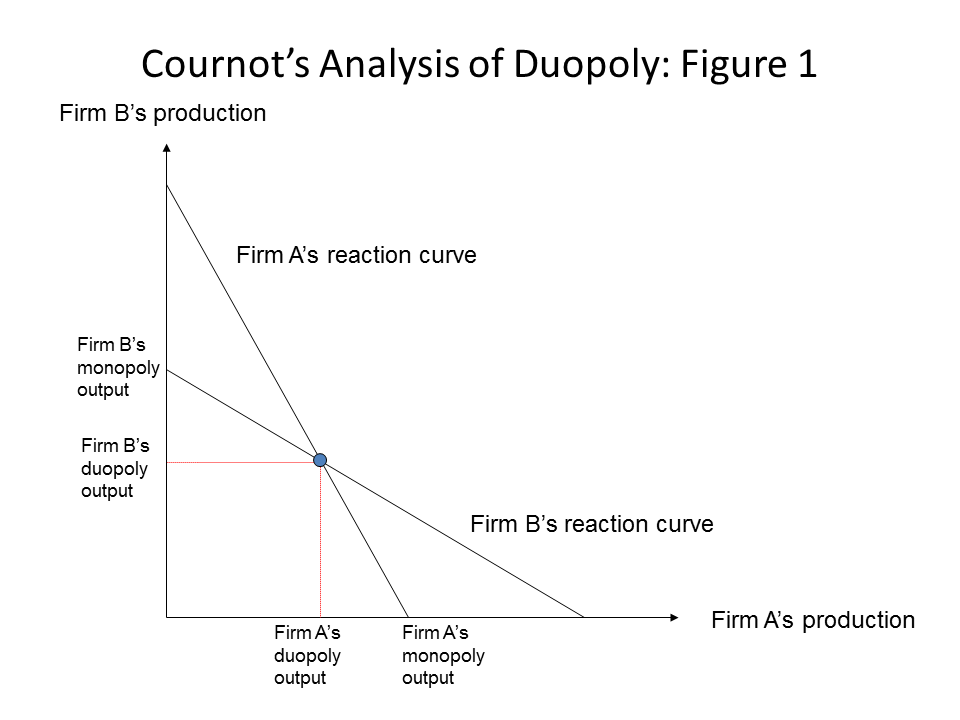 Cournot’s Analysis of Duopoly: Figure 1
Firm B’s production
Firm A’s reaction curve
Firm B’s
monopoly
output
Firm B’s
duopoly
output
Firm B’s reaction curve
Firm A’s production
Firm A’s
duopoly
output
Firm A’s
monopoly
output